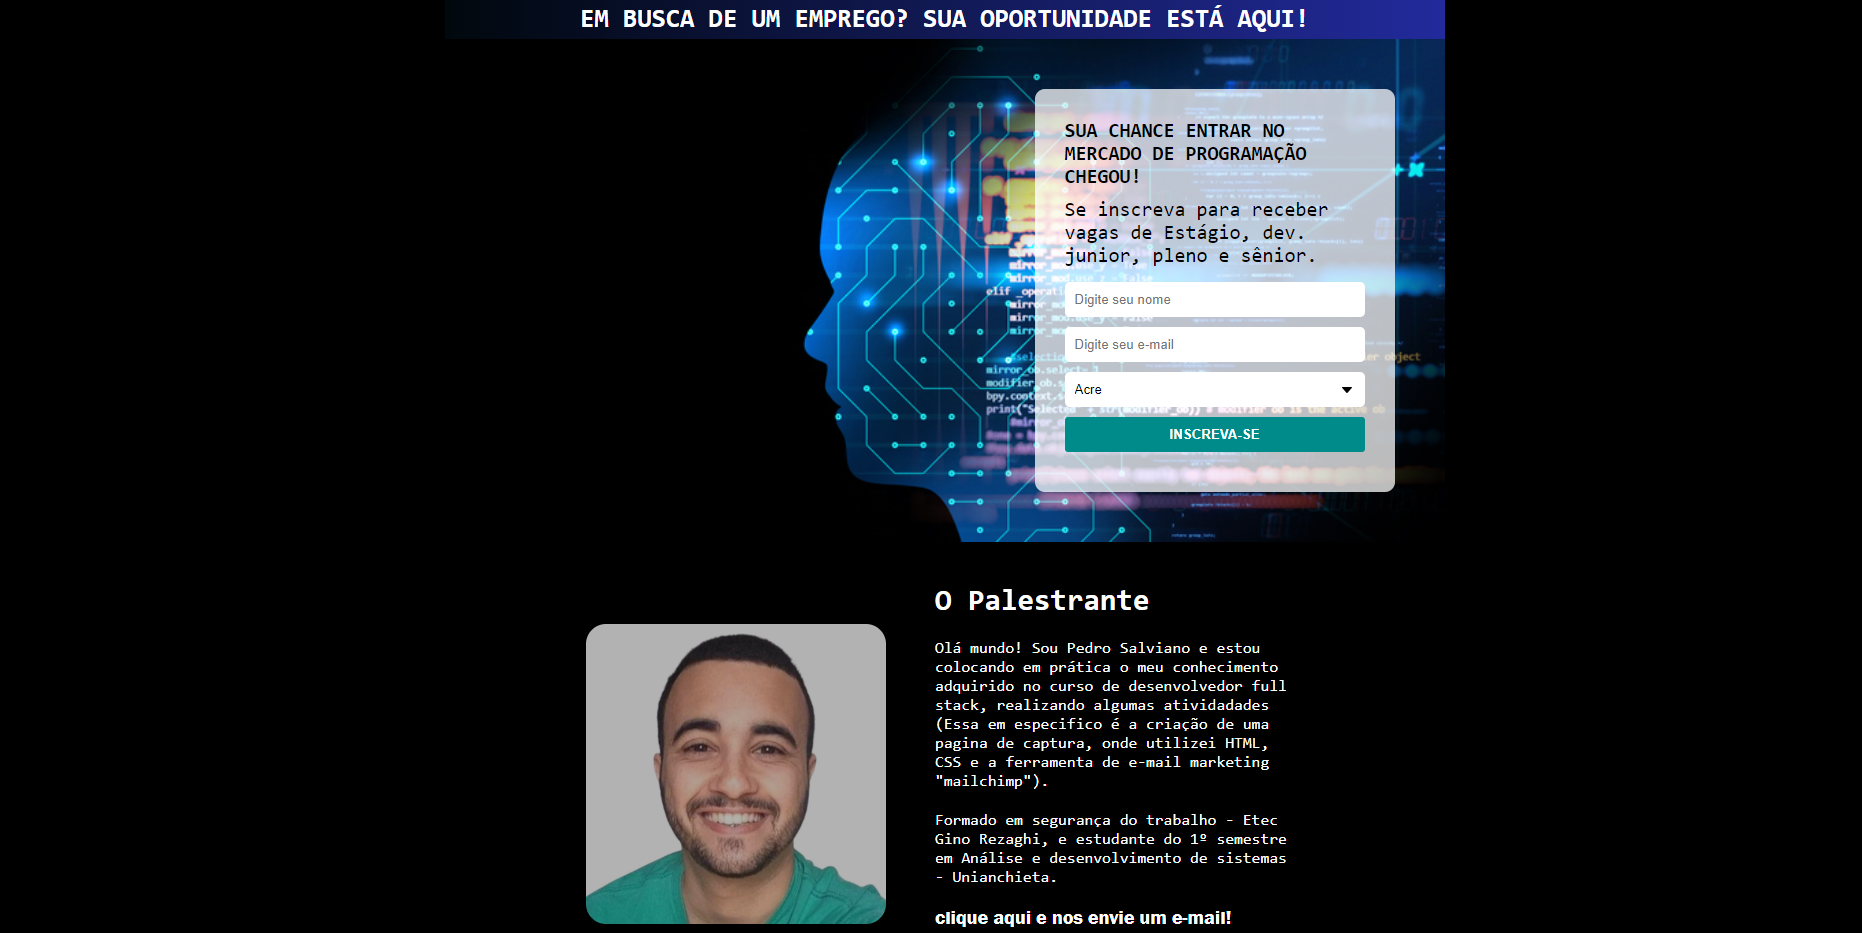 EM BUSCA DE UM EMPREGO? SUA OPORTUNIDADE ESTÁ AQUI!
SUA CHANCE ENTRAR NO
MERCADO DE PROGRAMAÇÃO
CHEGOU!
Se inscreva para receber
vagas de Estágio, dev.
junior, pleno e sênior.
Digite seu nome
Digite seu e-mail
Acre
INSCREVA-SE
O Palestrante
Olá mundo! Sou Pedro Salviano e estou
colocando em prática o meu conhecimento
adquirido no curso de desenvolvedor full
stack, realizando algumas atividadades
(Essa em especifico é a criação de uma
pagina de captura, onde utilizei HTML,
CSS e a ferramenta de e-mail marketing
"mailchimp").
Formado em segurança do trabalho - Etec
Gino Rezaghi, e estudante do 1º semestre
em Análise e desenvolvimento de sistemas
- Unianchieta.
clique aqui e nos envie um e-mail!